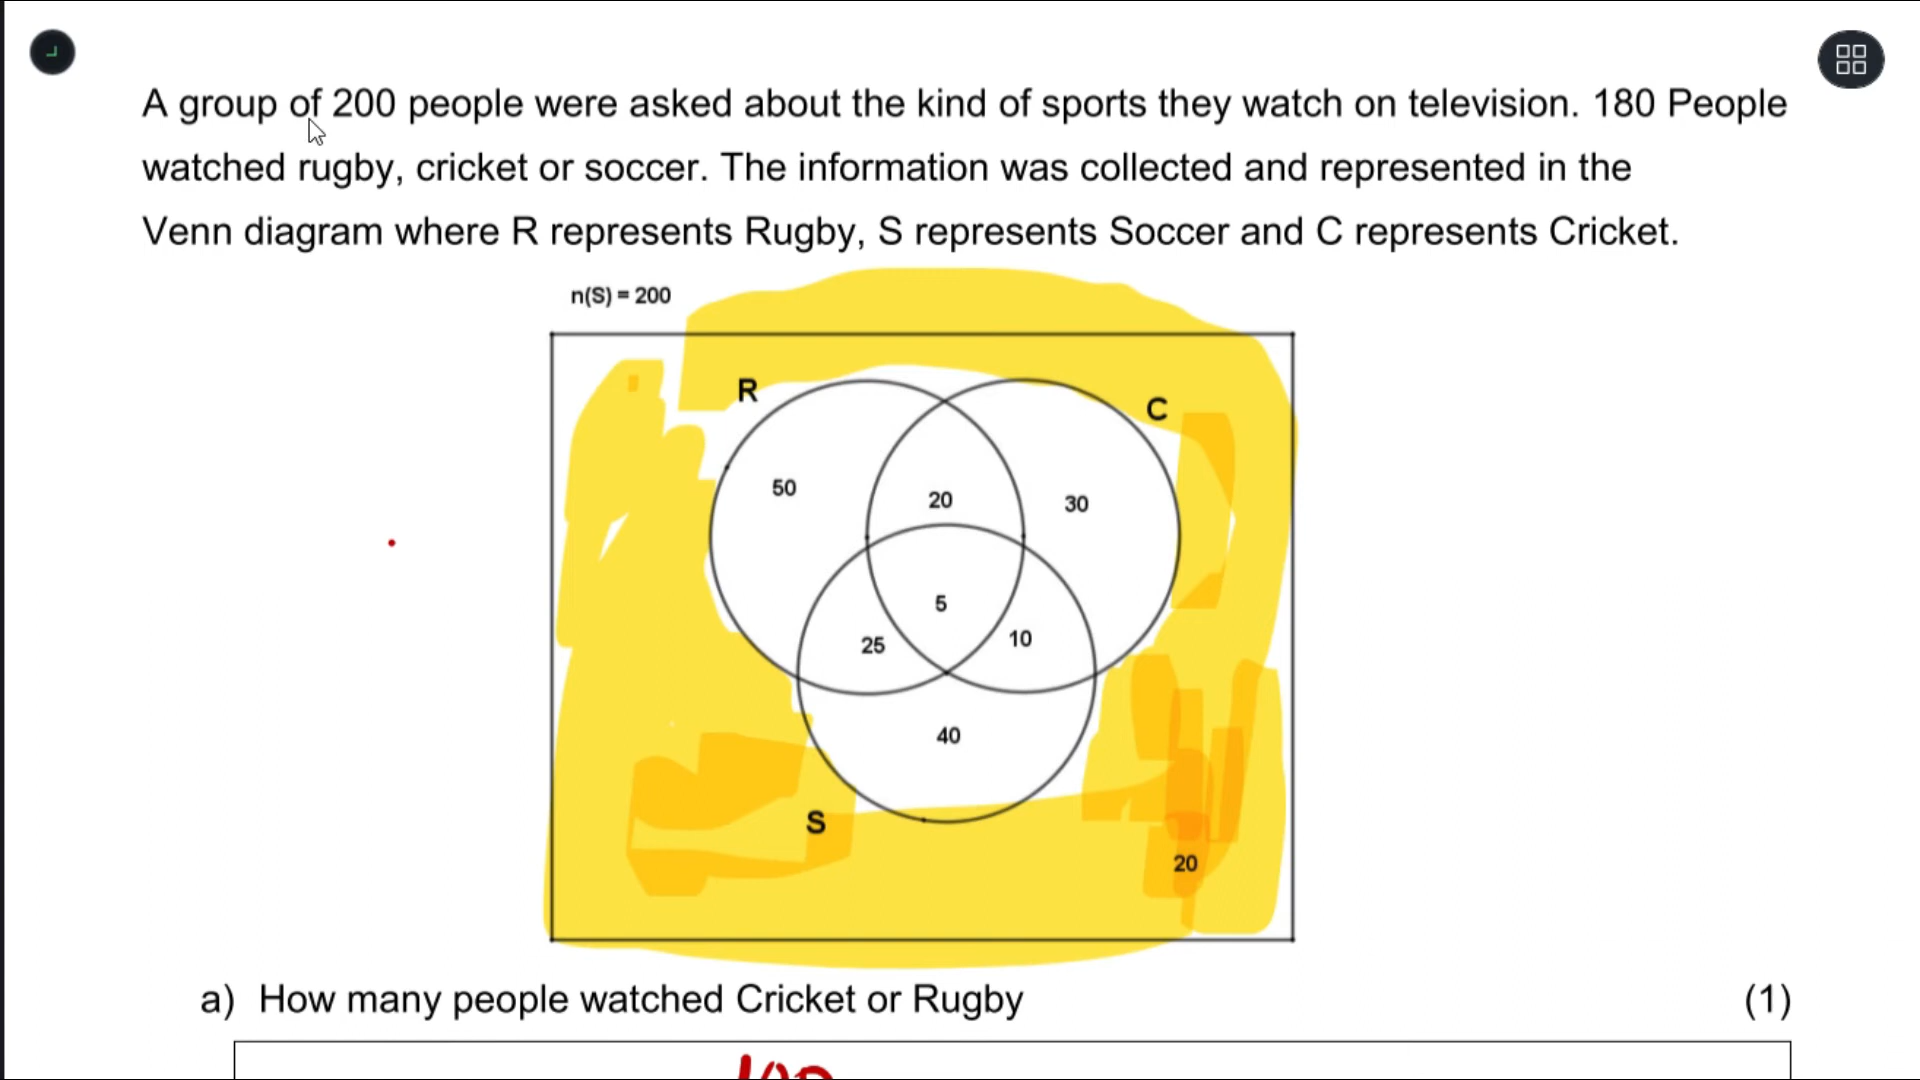 A group of 200 people were asked about the kind of sports they watch on television. 180 People
watched rugby, cricket or soccer. The information was collected and represented in the
Venn diagram where R represents Rugby, S represents Soccer and C represents Cricket.
n(S) = 200
R
C
50
20
30
5
25
10
40
S
20
a) How many people watched Cricket or Rugby (1)